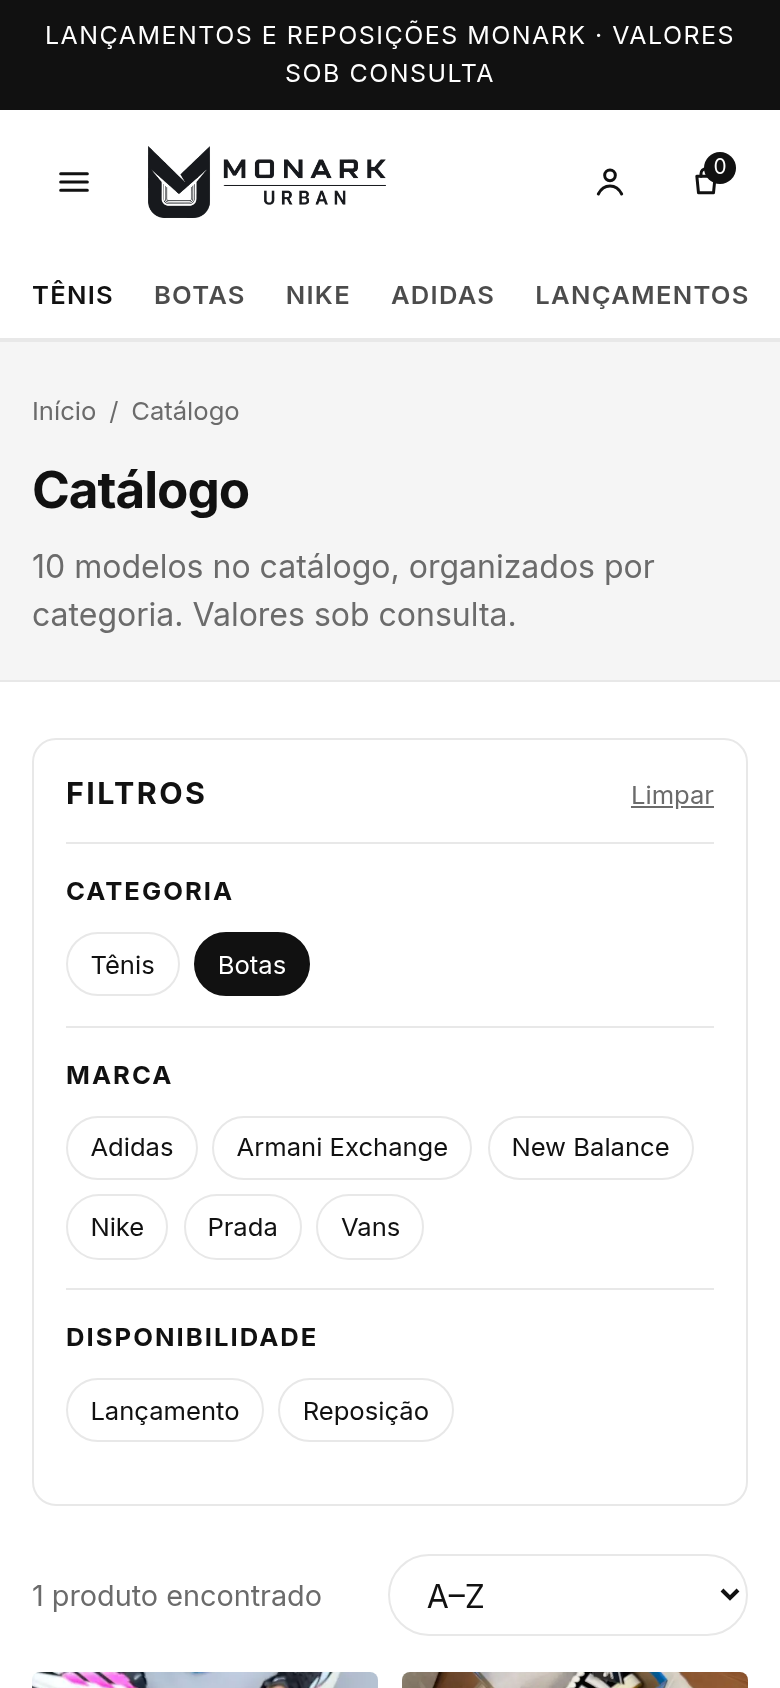 LANÇAMENTOS E REPOSIÇÕES MONARK · VALORES
SOB CONSULTA
MONARK
URBAN
0
TÊNIS BOTAS NIKE ADIDAS LANÇAMENTOS
Início / Catálogo
Catálogo
10 modelos no catálogo, organizados por
categoria. Valores sob consulta.
FILTROS Limpar
CATEGORIA
Tênis Botas
MARCA
Adidas Armani Exchange New Balance
Nike Prada Vans
DISPONIBILIDADE
Lançamento Reposição
1 produto encontrado A–Z